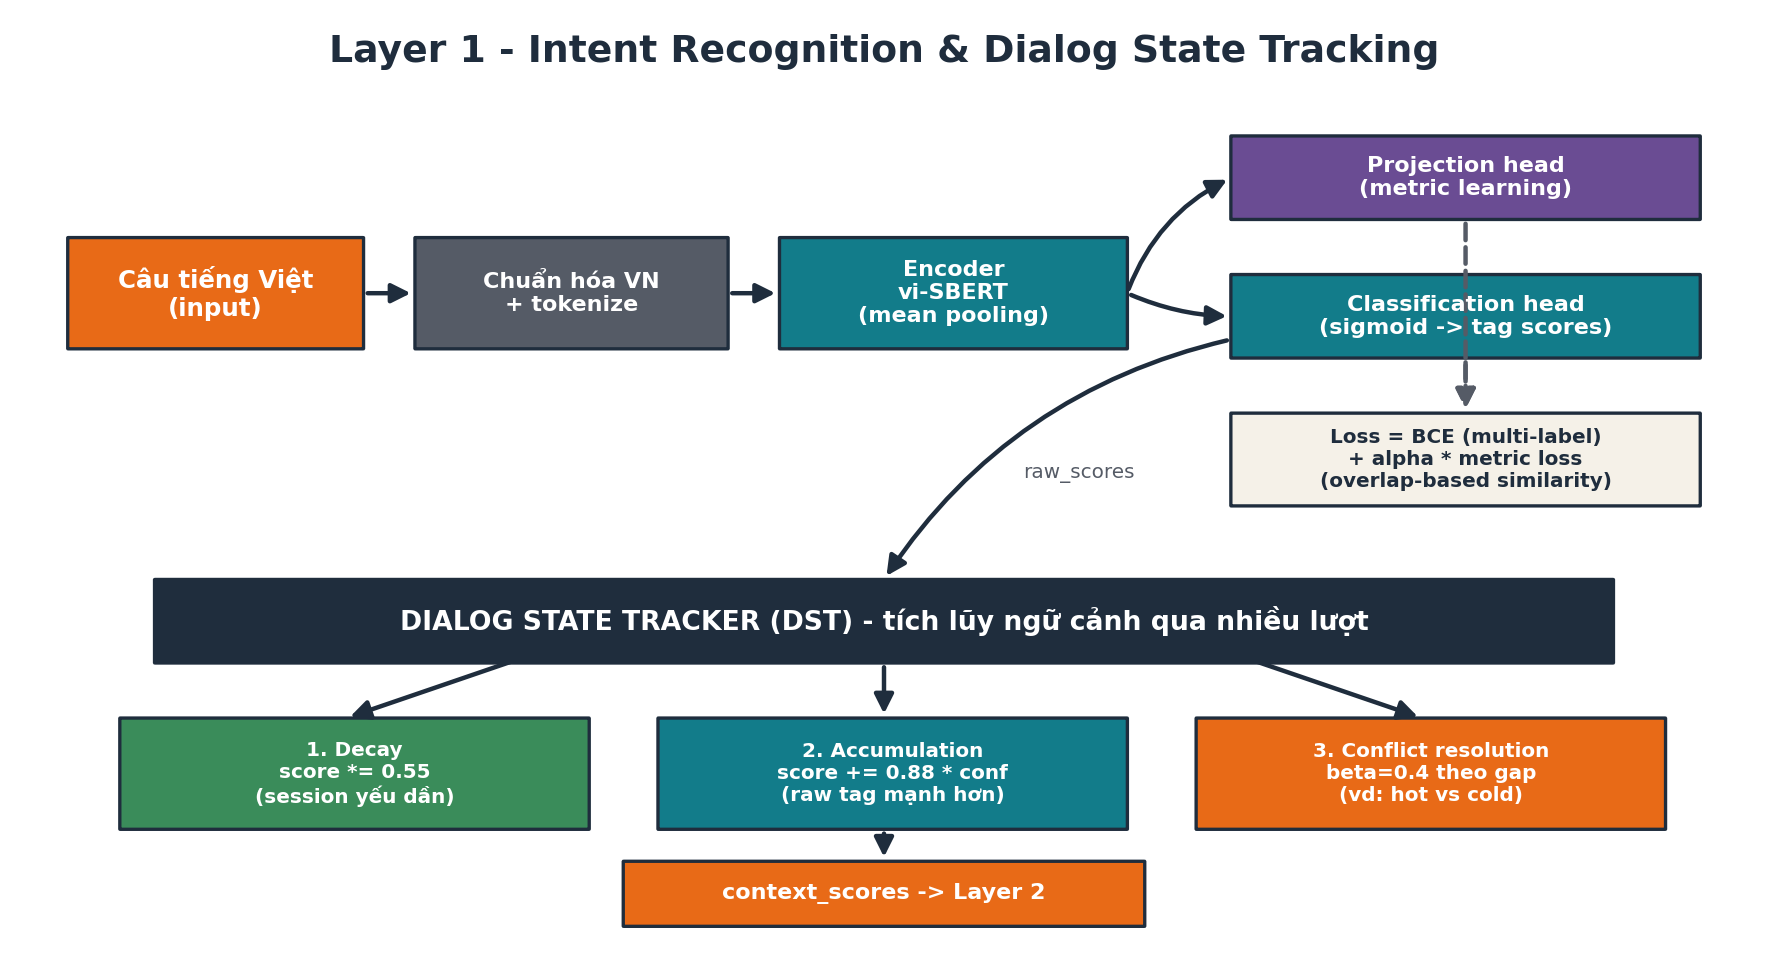 Layer 1 - Intent Recognition & Dialog State Tracking
Projection head
(metric learning)
Câu tiếng Việt
(input)
Chuẩn hóa VN
+ tokenize
Encoder
vi-SBERT
(mean pooling)
Classification head
(sigmoid -> tag scores)
Loss = BCE (multi-label)
+ alpha * metric loss
(overlap-based similarity)
raw_scores
DIALOG STATE TRACKER (DST) - tích lũy ngữ cảnh qua nhiều lượt
1. Decay
score *= 0.55
(session yếu dần)
2. Accumulation
score += 0.88 * conf
(raw tag mạnh hơn)
3. Conflict resolution
beta=0.4 theo gap
(vd: hot vs cold)
context_scores -> Layer 2